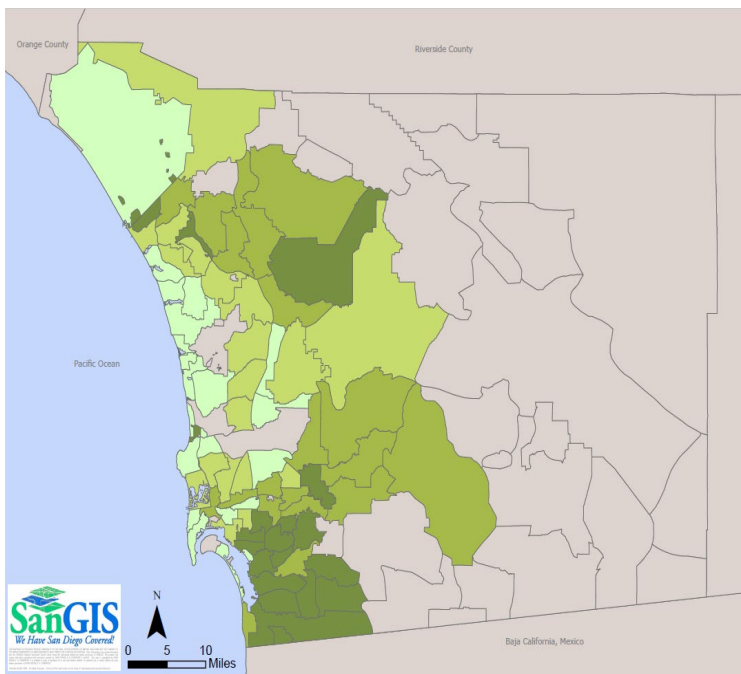 Orange County
Riverside County
Pacific Ocean
SanGIS
We Have San Diego Covered!
N
0 5 10
Miles
Baja California, Mexico